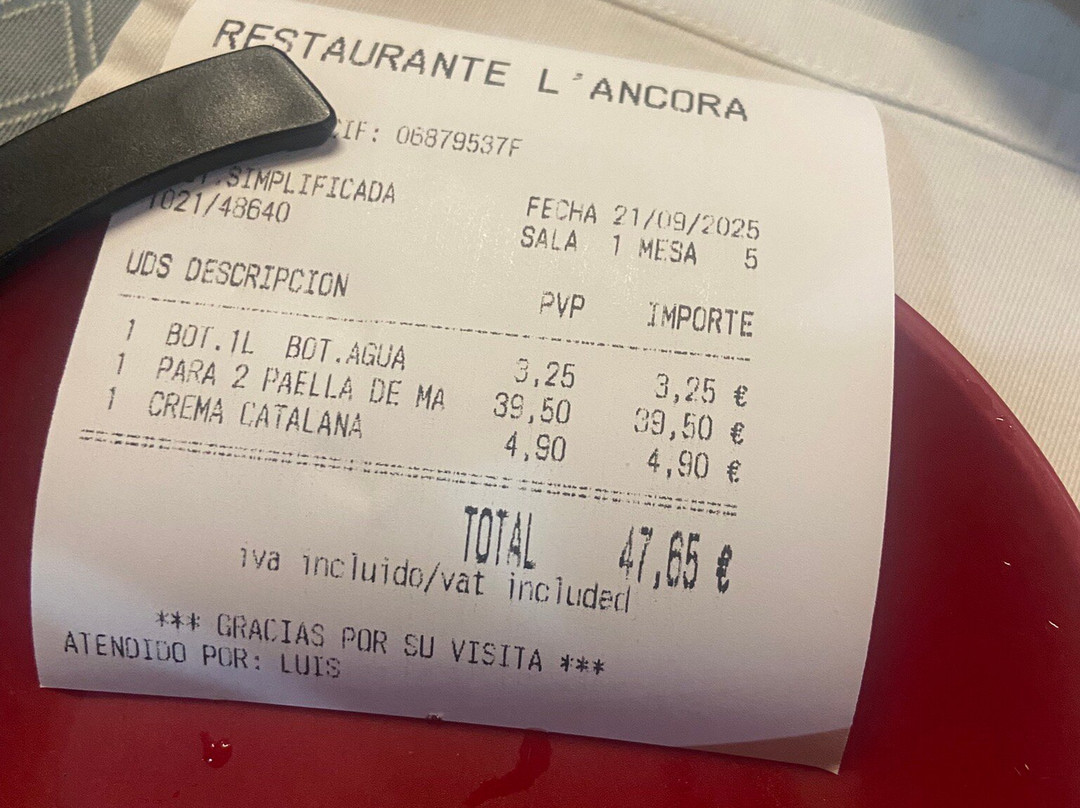 RESTAURANTE L'ANCORA
CIF: 06879537F
SIMPLIFICADA
1021/48640
FECHA 21/09/2025
SALA 1 MESA 5
UDS DESCRIPCION PVP IMPORTE
1 BOT.1L BOT.AGUA 3,25 3,25 €
1 PARA 2 PAELLA DE MA 39,50 39,50 €
1 CREMA CATALANA 4,90 4,90 €
TOTAL 47,65 €
iva incluido/vat included
*** GRACIAS POR SU VISITA ***
ATENDIDO POR: LUIS